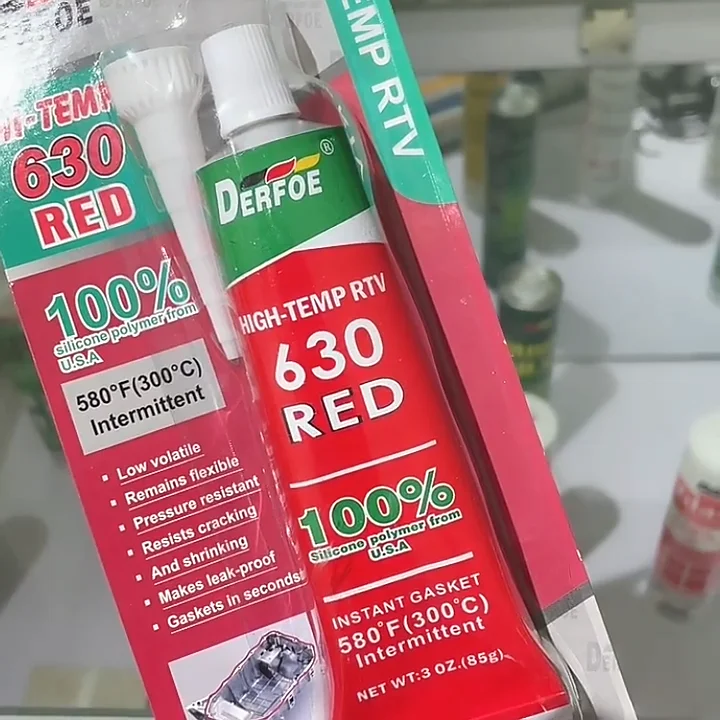 HI-TEMP
630
RED
100%
silicone polymer from
U.S.A
580°F(300°C)
Intermittent
Low volatile
Remains flexible
Pressure resistant
Resists cracking
And shrinking
Makes leak-proof
Gaskets in seconds
TEMP RTV
DERFOE®
HIGH-TEMP RTV
630
RED
100%
Silicone polymer from
U.S.A
INSTANT GASKET
580°F(300°C)
Intermittent
NET WT:3 OZ.(85g)